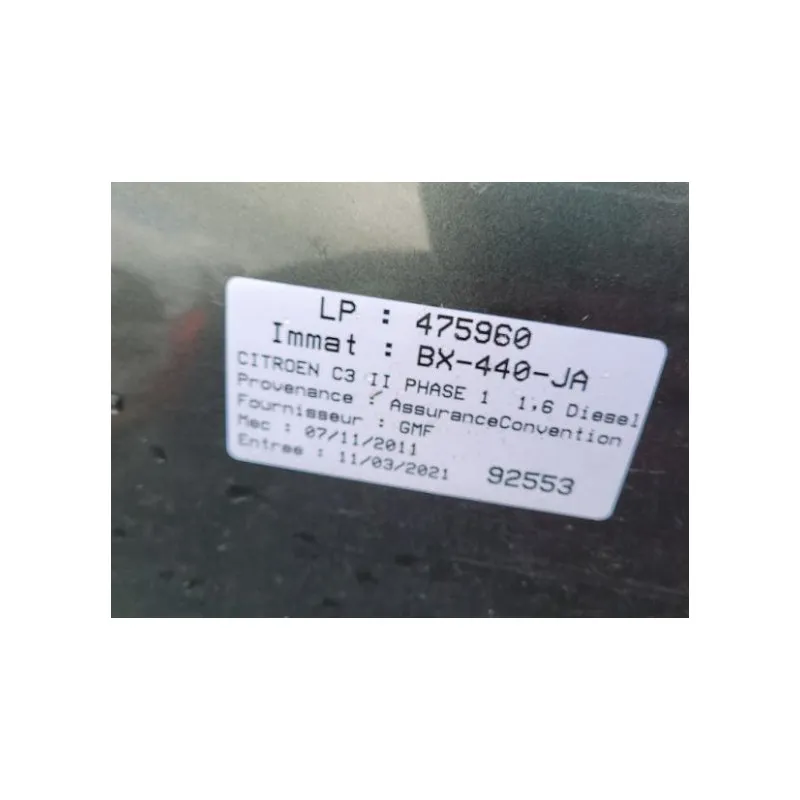 LP : 475960
Immat : BX-440-JA
CITROEN C3 II PHASE 1 1,6 Diesel
Provenance : AssuranceConvention
Fournisseur : GMF
Mec : 07/11/2011
Entree : 11/03/2021 92553